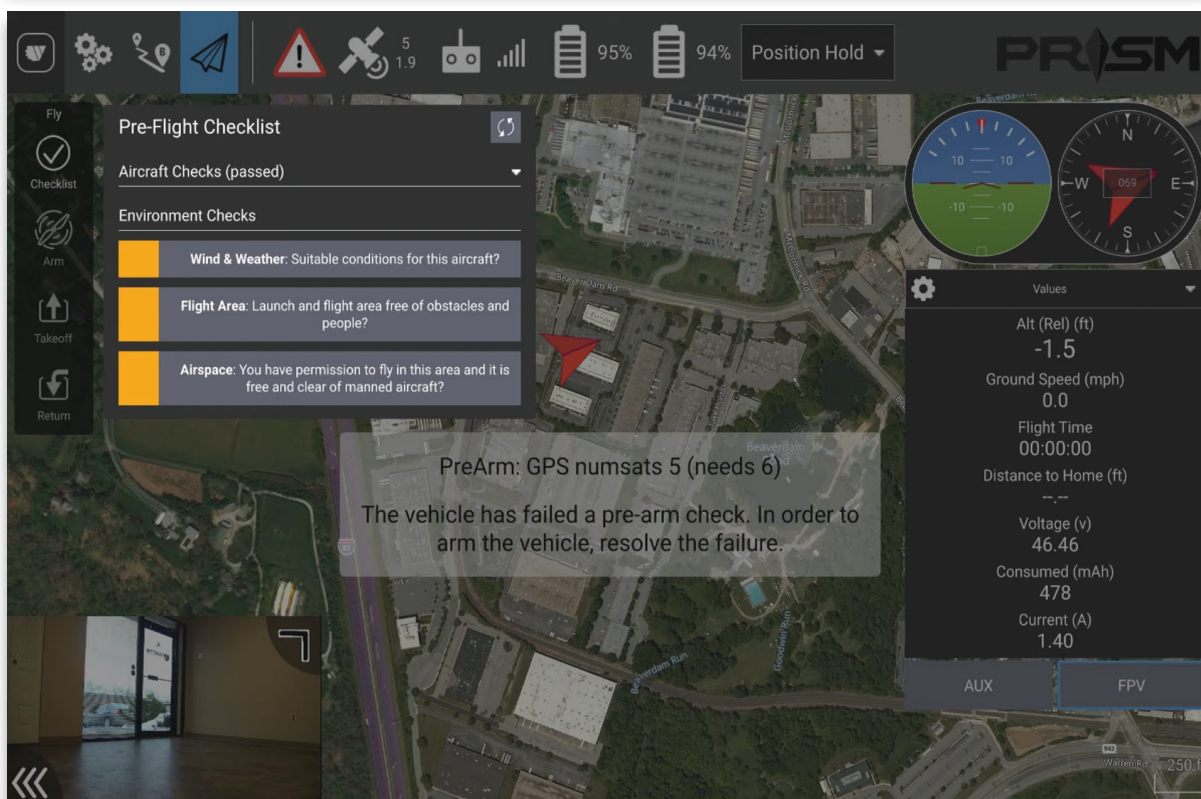 5
1.9
95%
94%
Position Hold
PRISM
Fly
Checklist
Arm
Takeoff
Return
Pre-Flight Checklist
Aircraft Checks (passed)
Environment Checks
Wind & Weather: Suitable conditions for this aircraft?
Flight Area: Launch and flight area free of obstacles and
people?
Airspace: You have permission to fly in this area and it is
free and clear of manned aircraft?
PreArm: GPS numsats 5 (needs 6)
The vehicle has failed a pre-arm check. In order to
arm the vehicle, resolve the failure.
BeaverDam Rd
McCormick Rd
Beaverdam Run
Goodwin Run
Warren Rd
943
83
250 f
10 10
-10 -10
N
W 069 E
S
Values
Alt (Rel) (ft)
-1.5
Ground Speed (mph)
0.0
Flight Time
00:00:00
Distance to Home (ft)
--.--
Voltage (v)
46.46
Consumed (mAh)
478
Current (A)
1.40
AUX
FPV